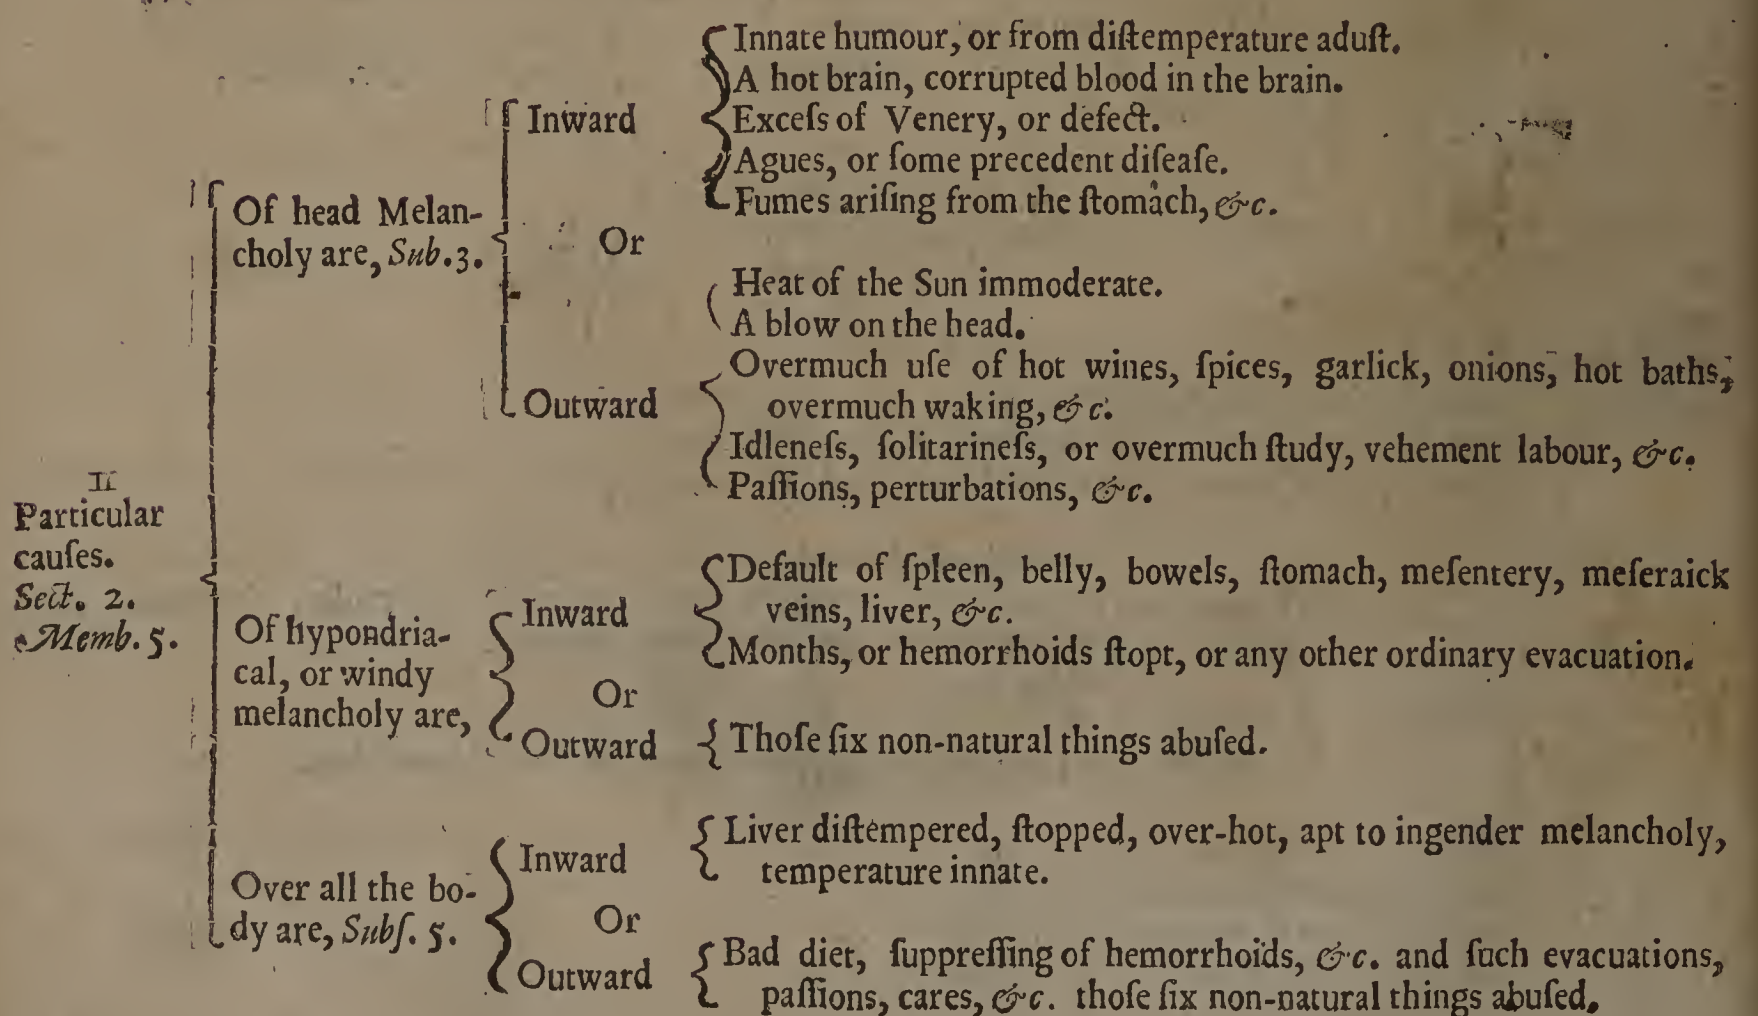 Innate humour, or from diſtemperature aduſt.
A hot brain, corrupted blood in the brain.
Inward
Exceſs of Venery, or defect.
Agues, or ſome precedent diſeaſe.
Fumes ariſing from the ſtomach, &c.
Of head Melan-
choly are, Sub.3.
Or
Heat of the Sun immoderate.
A blow on the head.
Overmuch uſe of hot wines, ſpices, garlick, onions, hot baths,
overmuch waking, &c.
Outward
Idleneſs, ſolitarineſs, or overmuch ſtudy, vehement labour, &c.
Paſſions, perturbations, &c.
II
Particular
cauſes.
Sect. 2.
Memb. 5.
Default of ſpleen, belly, bowels, ſtomach, meſentery, meſeraick
Inward
veins, liver, &c.
Months, or hemorrhoids ſtopt, or any other ordinary evacuation.
Of hypondria-
cal, or windy
melancholy are,
Or
Outward
Thoſe ſix non-natural things abuſed.
Liver diſtempered, ſtopped, over-hot, apt to ingender melancholy,
Inward
temperature innate.
Over all the bo-
dy are, Subſ. 5.
Or
Bad diet, ſuppreſſing of hemorrhoids, &c. and ſuch evacuations,
Outward
paſſions, cares, &c. thoſe ſix non-natural things abuſed.